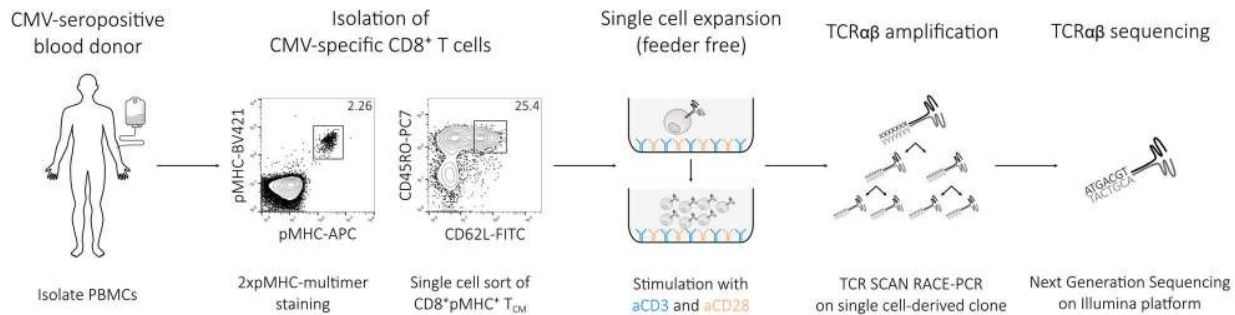 CMV-seropositive
blood donor
Isolate PBMCs
Isolation of
CMV-specific CD8⁺ T cells
2.26
pMHC-BV421
pMHC-APC
2xpMHC-multimer
staining
25.4
CD45RO-PC7
CD62L-FITC
Single cell sort of
CD8⁺pMHC⁺ T_CM
Single cell expansion
(feeder free)
Stimulation with
aCD3 and aCD28
TCRαβ amplification
XXXXXXX
YYYYYYY
TCR SCAN RACE-PCR
on single cell-derived clone
TCRαβ sequencing
ATGACGT
TACTGCA
Next Generation Sequencing
on Illumina platform